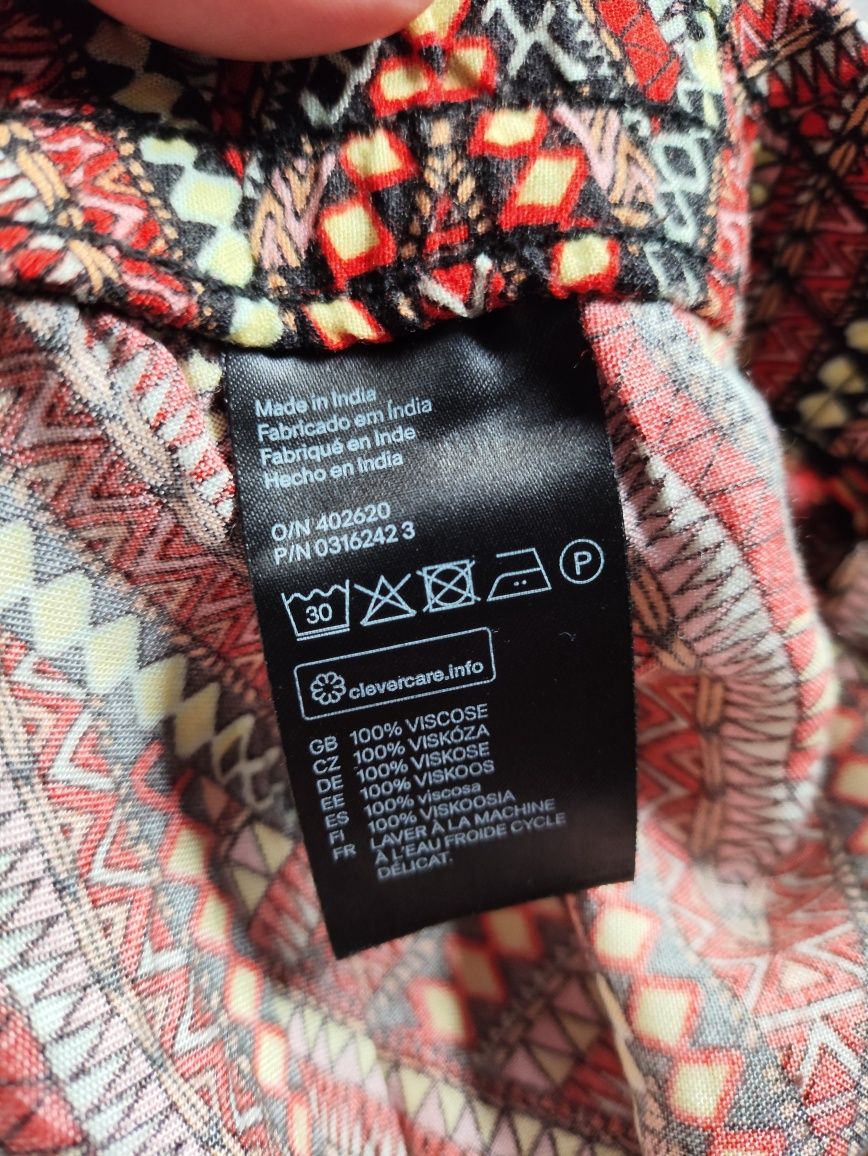 Made in India
Fabricado em Índia
Fabriqué en Inde
Hecho en India
O/N 402620
P/N 0316242 3
30 P
clevercare.info
GB 100% VISCOSE
CZ 100% VISKÓZA
DE 100% VISKOSE
EE 100% VISKOOS
ES 100% viscosa
FI 100% VISKOOSIA
FR LAVER À LA MACHINE
À L'EAU FROIDE CYCLE
DÉLICAT.